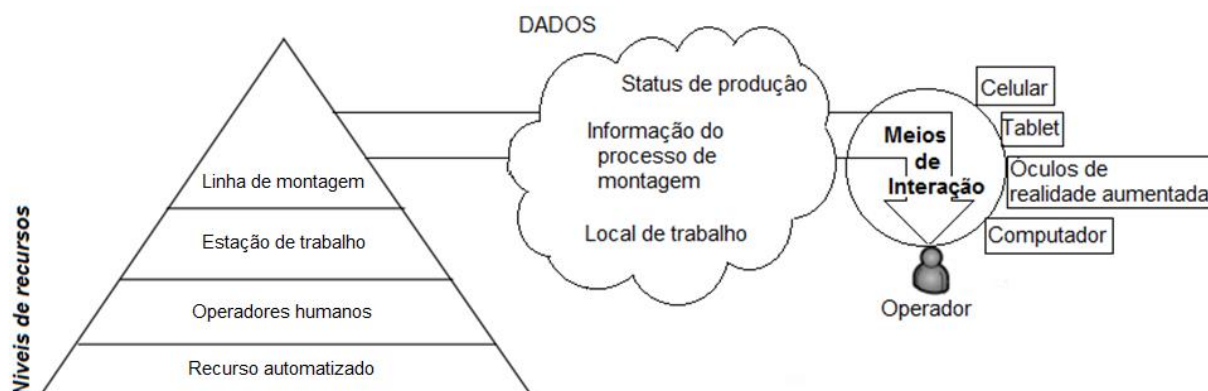 DADOS
Status de produção
Informação do
processo de
montagem
Local de trabalho
Níveis de recursos
Linha de montagem
Estação de trabalho
Operadores humanos
Recurso automatizado
Meios
de
Interação
Celular
Tablet
Óculos de
realidade aumentada
Computador
Operador